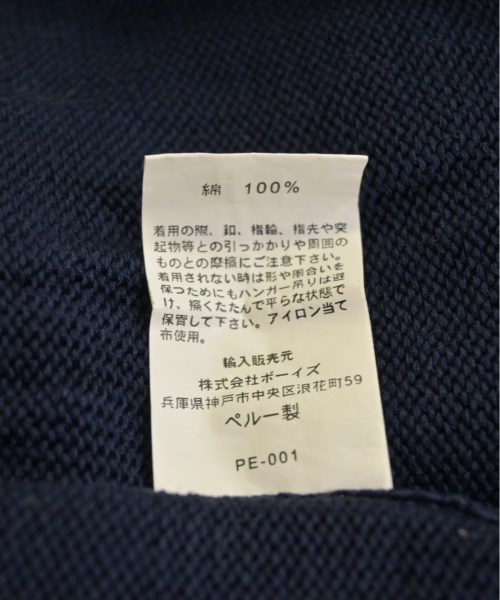 綿 100%
着用の際、釦、指輪、指先や突
起物等との引っかかりや周囲の
ものとの摩擦にご注意下さい。
着用されない時は形や風合いを
保つためにもハンガー吊りは避
け、撮くたたんで平らな状態で
保管して下さい。アイロン当て
布使用。
輸入販売元
株式会社ボーイズ
兵庫県神戸市中央区浪花町59
ペルー製
PE-001